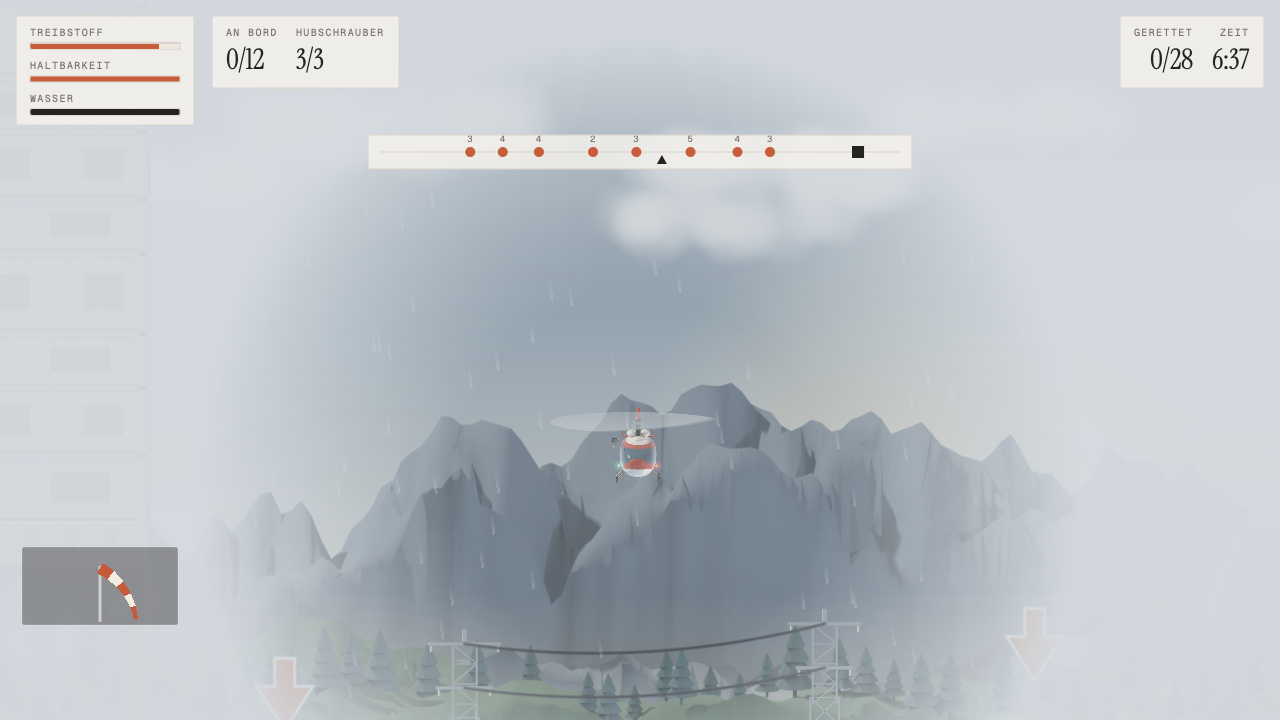 TREIBSTOFF
HALTBARKEIT
WASSER
AN BORD HUBSCHRAUBER
0/12 3/3
GERETTET ZEIT
0/28 6:37
3 4 4 2 3 5 4 3